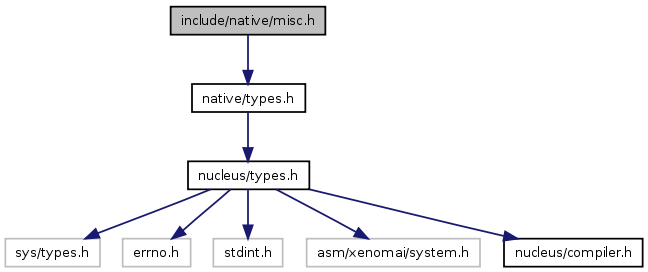 include/native/misc.h
native/types.h
nucleus/types.h
sys/types.h
errno.h
stdint.h
asm/xenomai/system.h
nucleus/compiler.h